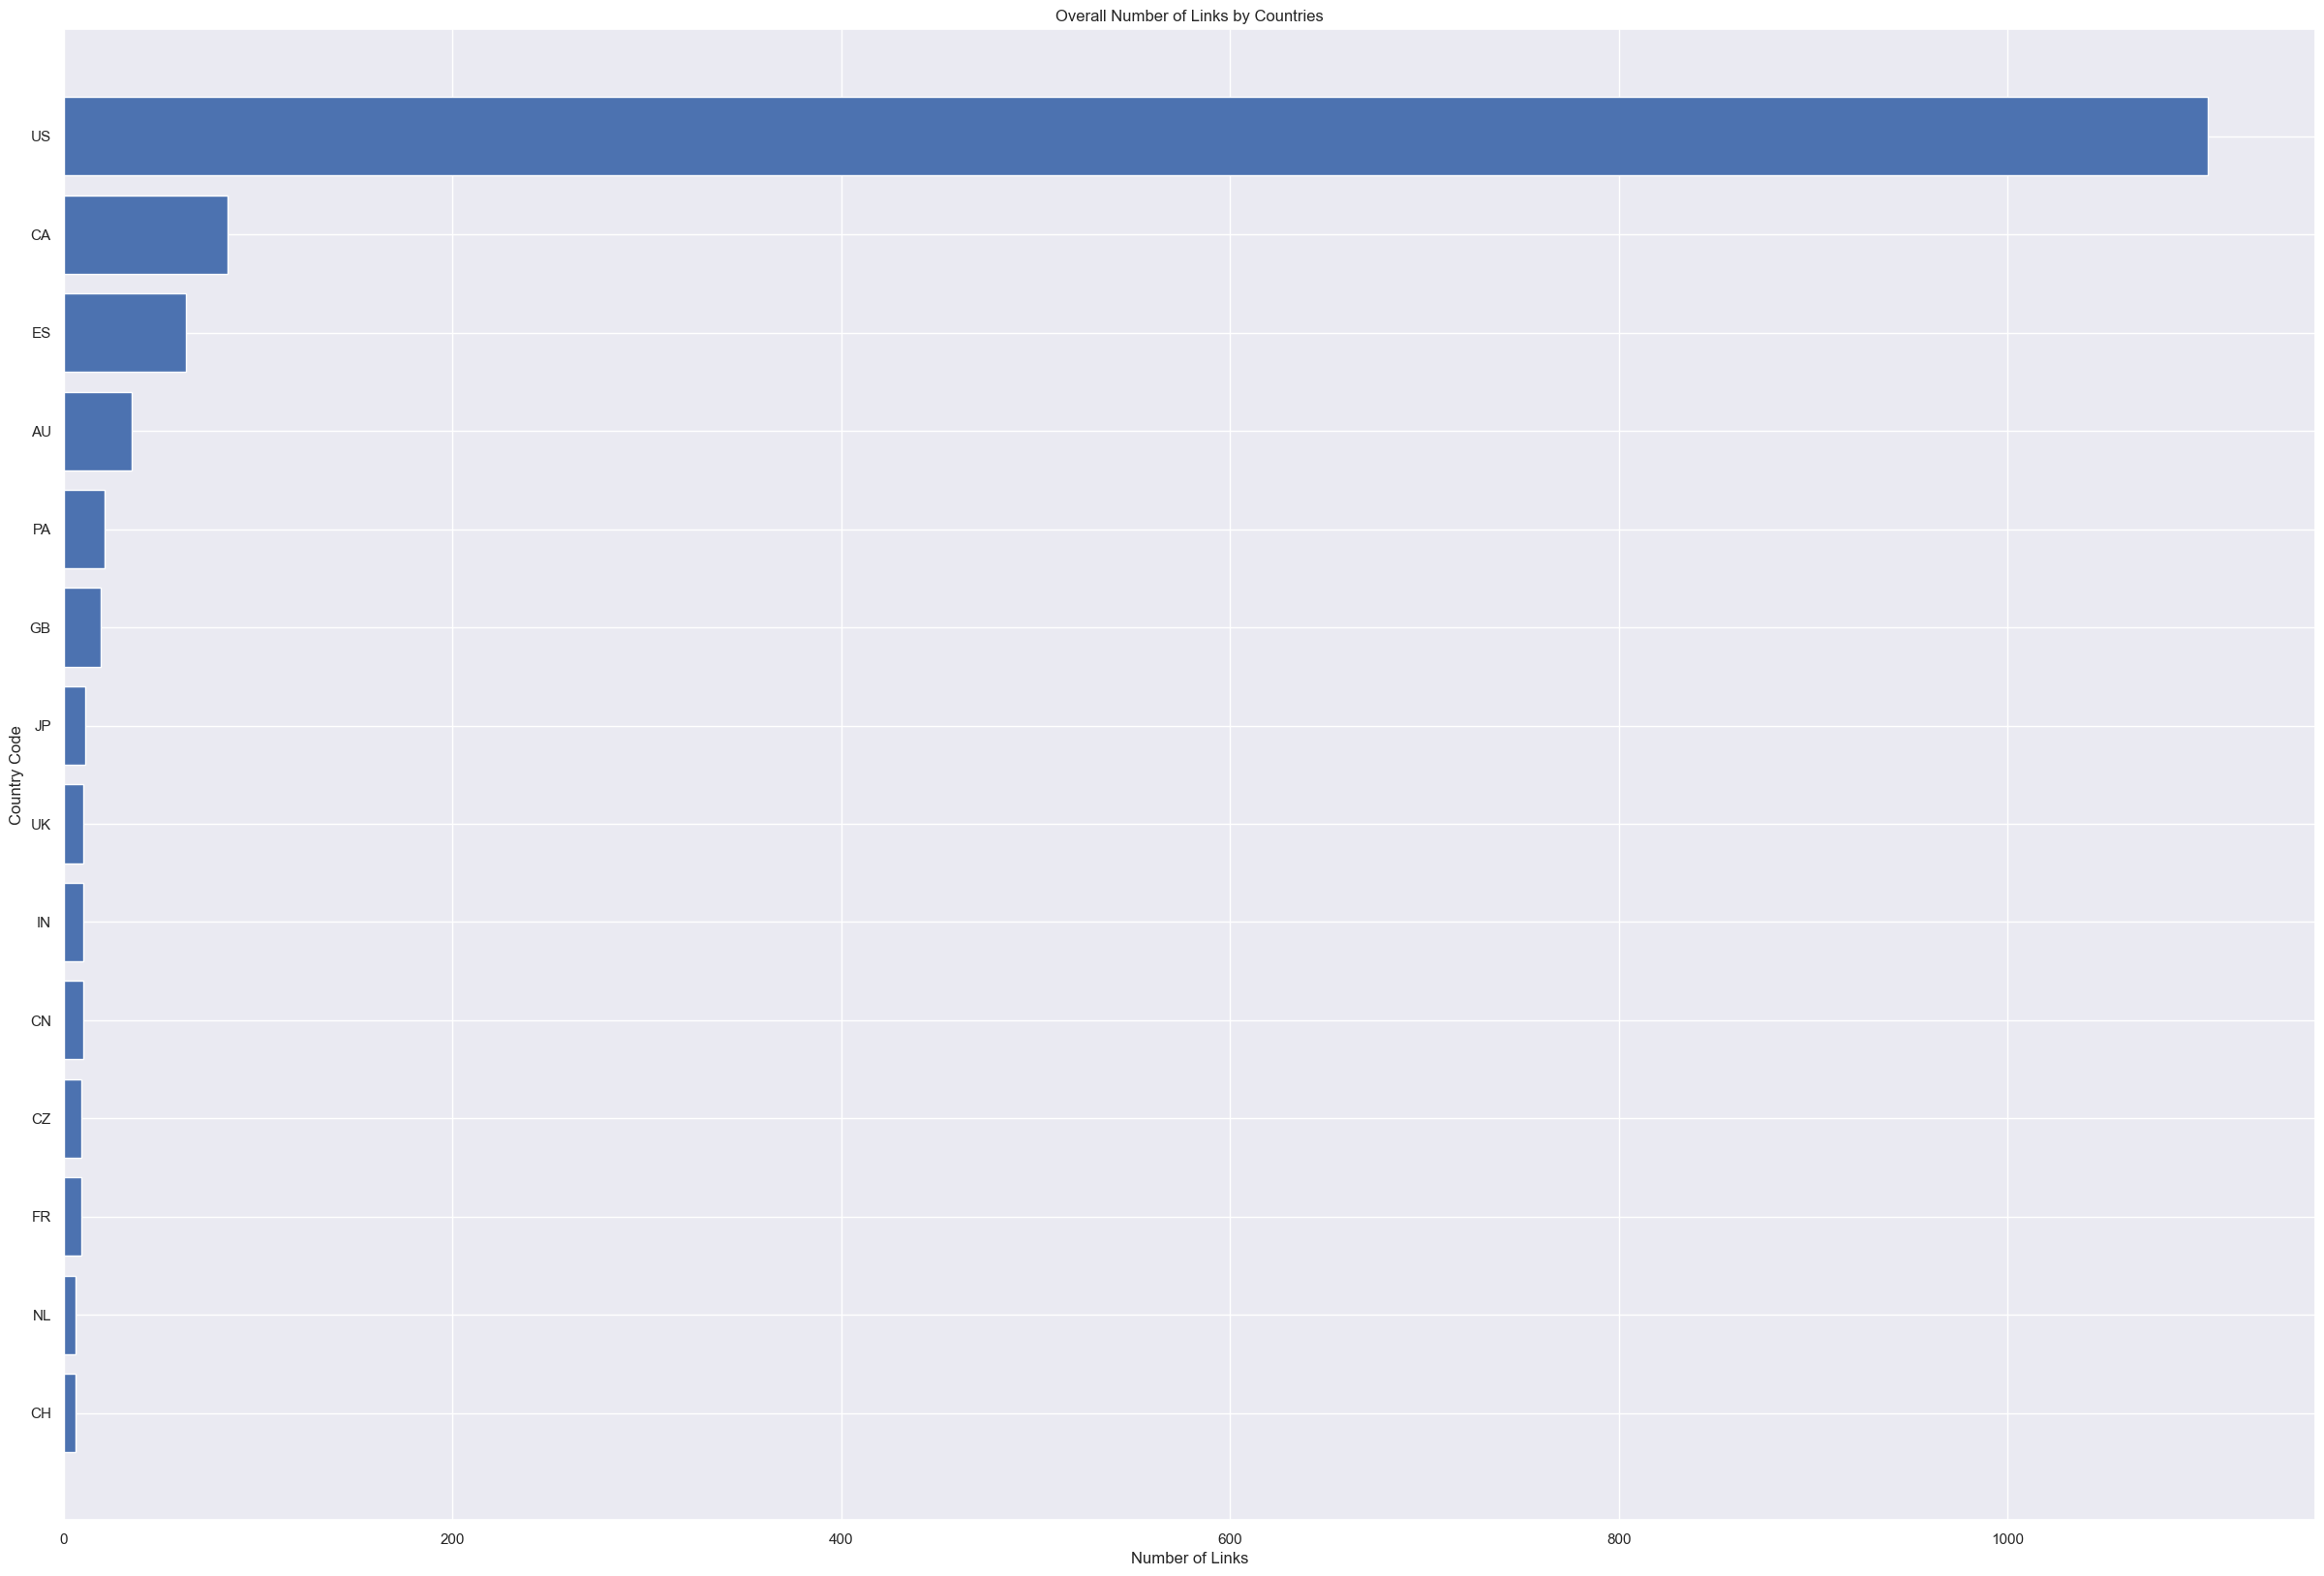 Overall Number of Links by Countries
US
CA
ES
AU
PA
GB
JP
UK
IN
CN
CZ
FR
NL
CH
Country Code
0 200 400 600 800 1000
Number of Links